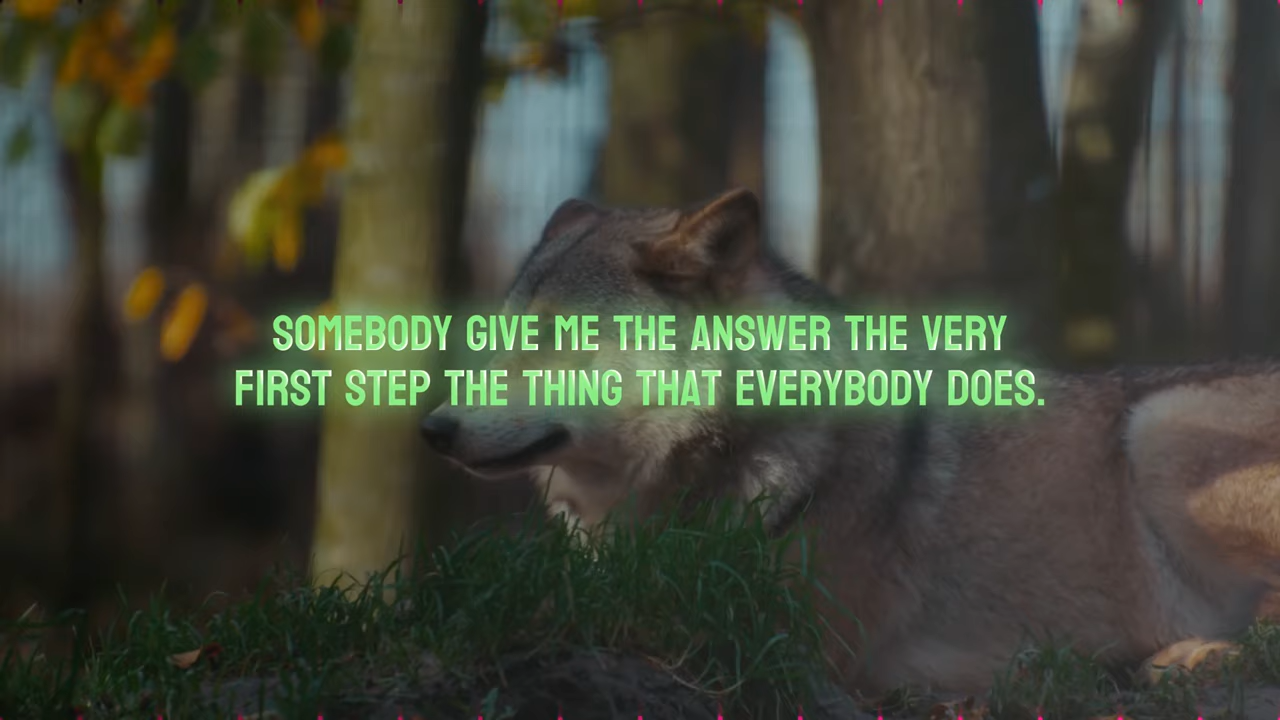 SOMEBODY GIVE ME THE ANSWER THE VERY
FIRST STEP THE THING THAT EVERYBODY DOES.